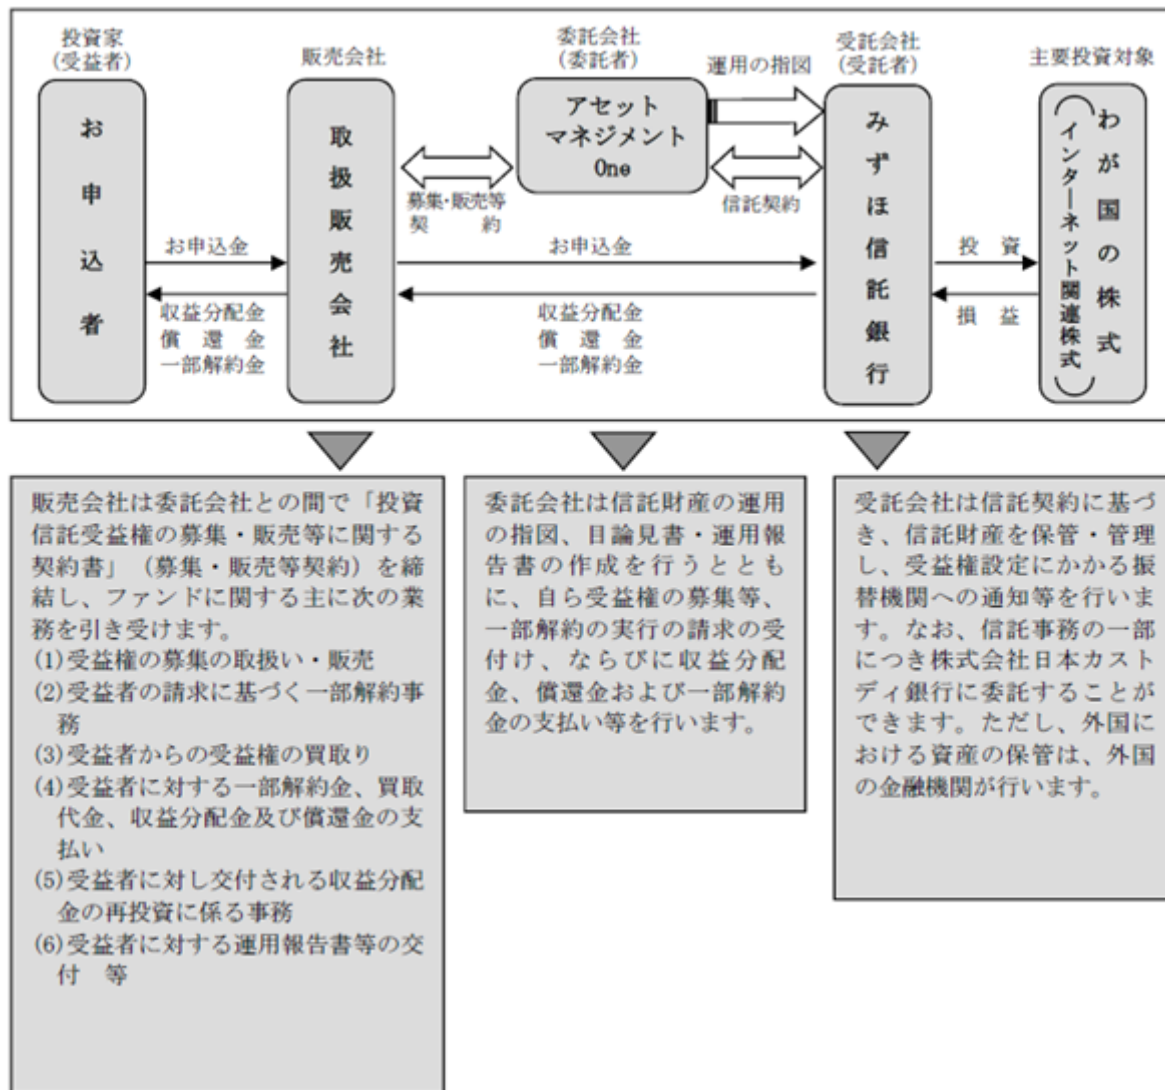 投資家
(受益者)
販売会社
委託会社
(委託者)
運用の指図
受託会社
(受託者)
主要投資対象
お申込者
取扱販売会社
アセット
マネジメント
One
みずほ信託銀行
わが国の株式
(インターネット関連株式)
募集・販売等
契 約
信託契約
お申込金
お申込金
投 資
収益分配金
償 還 金
一部解約金
収益分配金
償 還 金
一部解約金
損 益
販売会社は委託会社との間で「投資
信託受益権の募集・販売等に関する
契約書」(募集・販売等契約)を締
結し、ファンドに関する主に次の業
務を引き受けます。
(1)受益権の募集の取扱い・販売
(2)受益者の請求に基づく一部解約事
務
(3)受益者からの受益権の買取り
(4)受益者に対する一部解約金、買取
代金、収益分配金及び償還金の支
払い
(5)受益者に対し交付される収益分配
金の再投資に係る事務
(6)受益者に対する運用報告書等の交
付 等
委託会社は信託財産の運用
の指図、目論見書・運用報
告書の作成を行うととも
に、自ら受益権の募集等、
一部解約の実行の請求の受
付け、ならびに収益分配
金、償還金および一部解約
金の支払い等を行います。
受託会社は信託契約に基づ
き、信託財産を保管・管理
し、受益権設定にかかる振
替機関への通知等を行いま
す。なお、信託事務の一部
につき株式会社日本カスト
ディ銀行に委託することが
できます。ただし、外国に
おける資産の保管は、外国
の金融機関が行います。